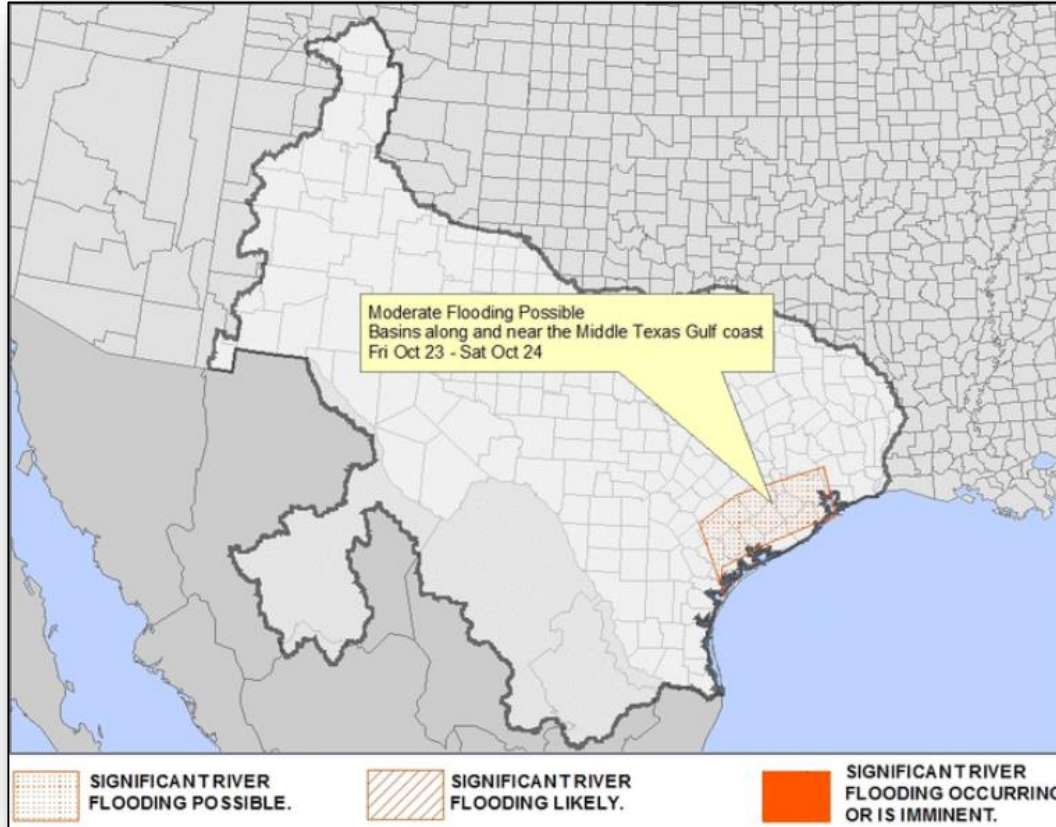 Moderate Flooding Possible
Basins along and near the Middle Texas Gulf coast
Fri Oct 23 - Sat Oct 24
SIGNIFICANT RIVER
FLOODING POSSIBLE.
SIGNIFICANT RIVER
FLOODING LIKELY.
SIGNIFICANT RIVER
FLOODING OCCURRING
OR IS IMMINENT.